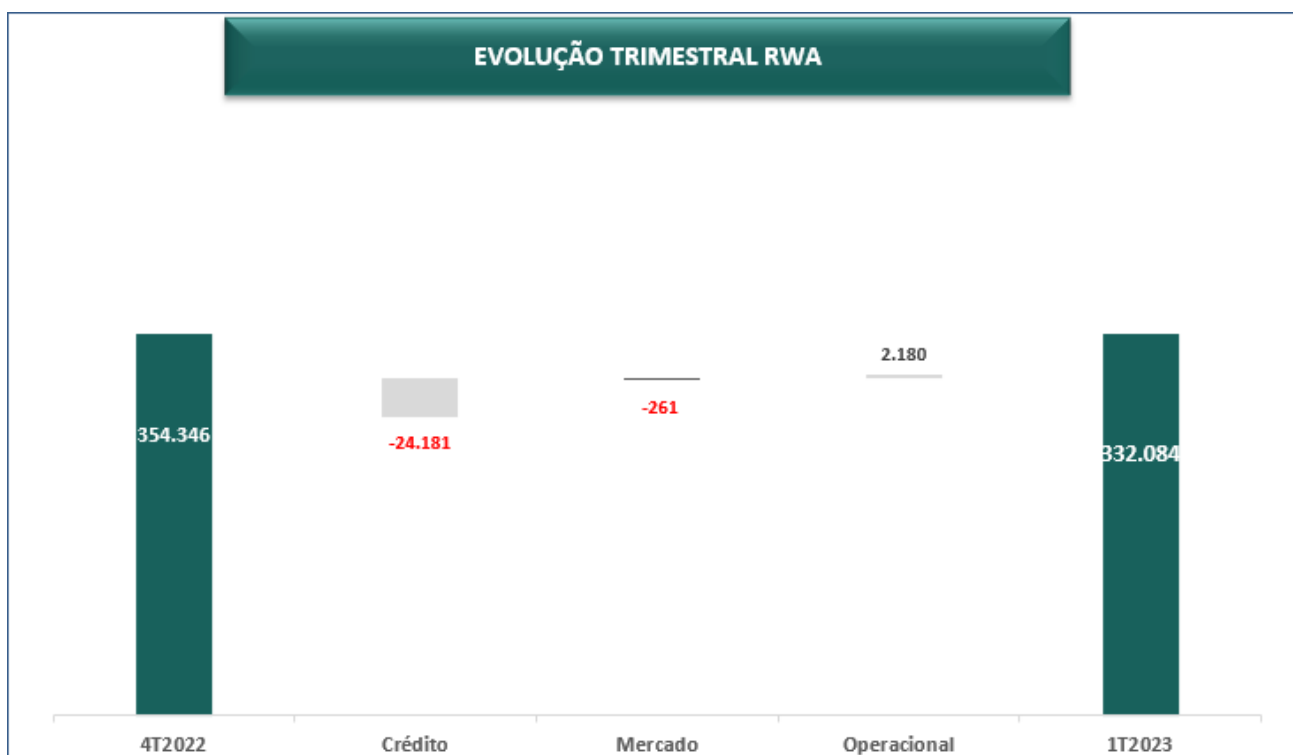 EVOLUÇÃO TRIMESTRAL RWA
2.180
-261
354.346
-24.181
332.084
4T2022
Crédito
Mercado
Operacional
1T2023